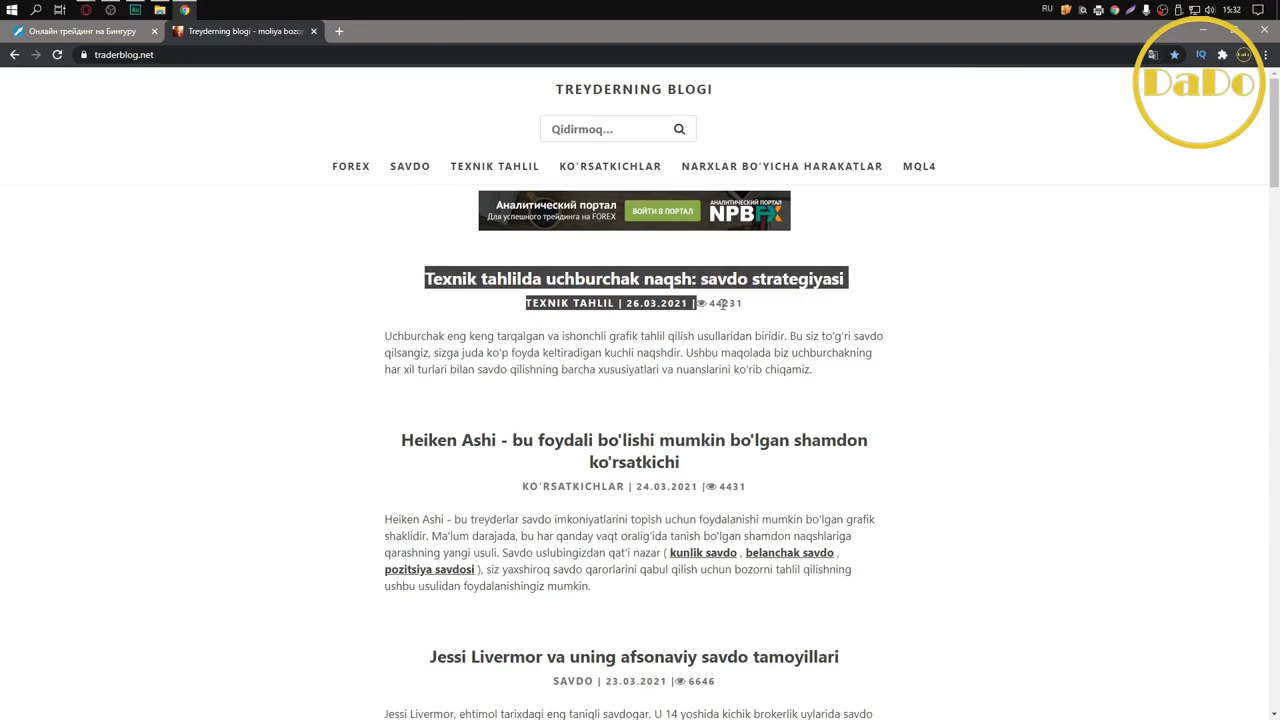 RU
15:32
Онлайн трейдинг на Бингуру
Treyderning blogi - moliya bozo
traderblog.net
IQ
DaDo
TREYDERNING BLOGI
Qidirmoq...
FOREX SAVDO TEXNIK TAHLIL KO'RSATKICHLAR NARXLAR BO'YICHA HARAKATLAR MQL4
Аналитический портал
Для успешного трейдинга на FOREX
ВОЙТИ В ПОРТАЛ
АНАЛИТИЧЕСКИЙ ПОРТАЛ
NPBFX
Texnik tahlilda uchburchak naqsh: savdo strategiyasi
TEXNIK TAHLIL | 26.03.2021 | 44231
Uchburchak eng keng tarqalgan va ishonchli grafik tahlil qilish usullaridan biridir. Bu siz to'g'ri savdo
qilsangiz, sizga juda ko'p foyda keltiradigan kuchli naqshdir. Ushbu maqolada biz uchburchakning
har xil turlari bilan savdo qilishning barcha xususiyatlari va nuanslarini ko'rib chiqamiz.
Heiken Ashi - bu foydali bo'lishi mumkin bo'lgan shamdon
ko'rsatkichi
KO'RSATKICHLAR | 24.03.2021 | 4431
Heiken Ashi - bu treyderlar savdo imkoniyatlarini topish uchun foydalanishi mumkin bo'lgan grafik
shaklidir. Ma'lum darajada, bu har qanday vaqt oralig'ida tanish bo'lgan shamdon naqshlariga
qarashning yangi usuli. Savdo uslubingizdan qat'i nazar ( kunlik savdo , belanchak savdo ,
pozitsiya savdosi ), siz yaxshiroq savdo qarorlarini qabul qilish uchun bozorni tahlil qilishning
ushbu usulidan foydalanishingiz mumkin.
Jessi Livermor va uning afsonaviy savdo tamoyillari
SAVDO | 23.03.2021 | 6646
Jessi Livermor, ehtimol tarixdagi eng taniqli savdogar. U 14 yoshida kichik brokerlik uylarida savdo